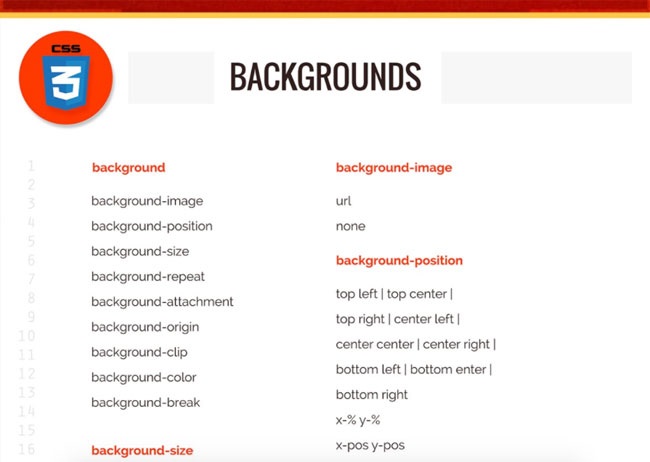 CSS
3
BACKGROUNDS
1
2
3
4
5
6
7
8
9
10
11
12
13
14
15
16
background
background-image
background-position
background-size
background-repeat
background-attachment
background-origin
background-clip
background-color
background-break
background-size
background-image
url
none
background-position
top left | top center |
top right | center left |
center center | center right |
bottom left | bottom enter |
bottom right
x-% y-%
x-pos y-pos